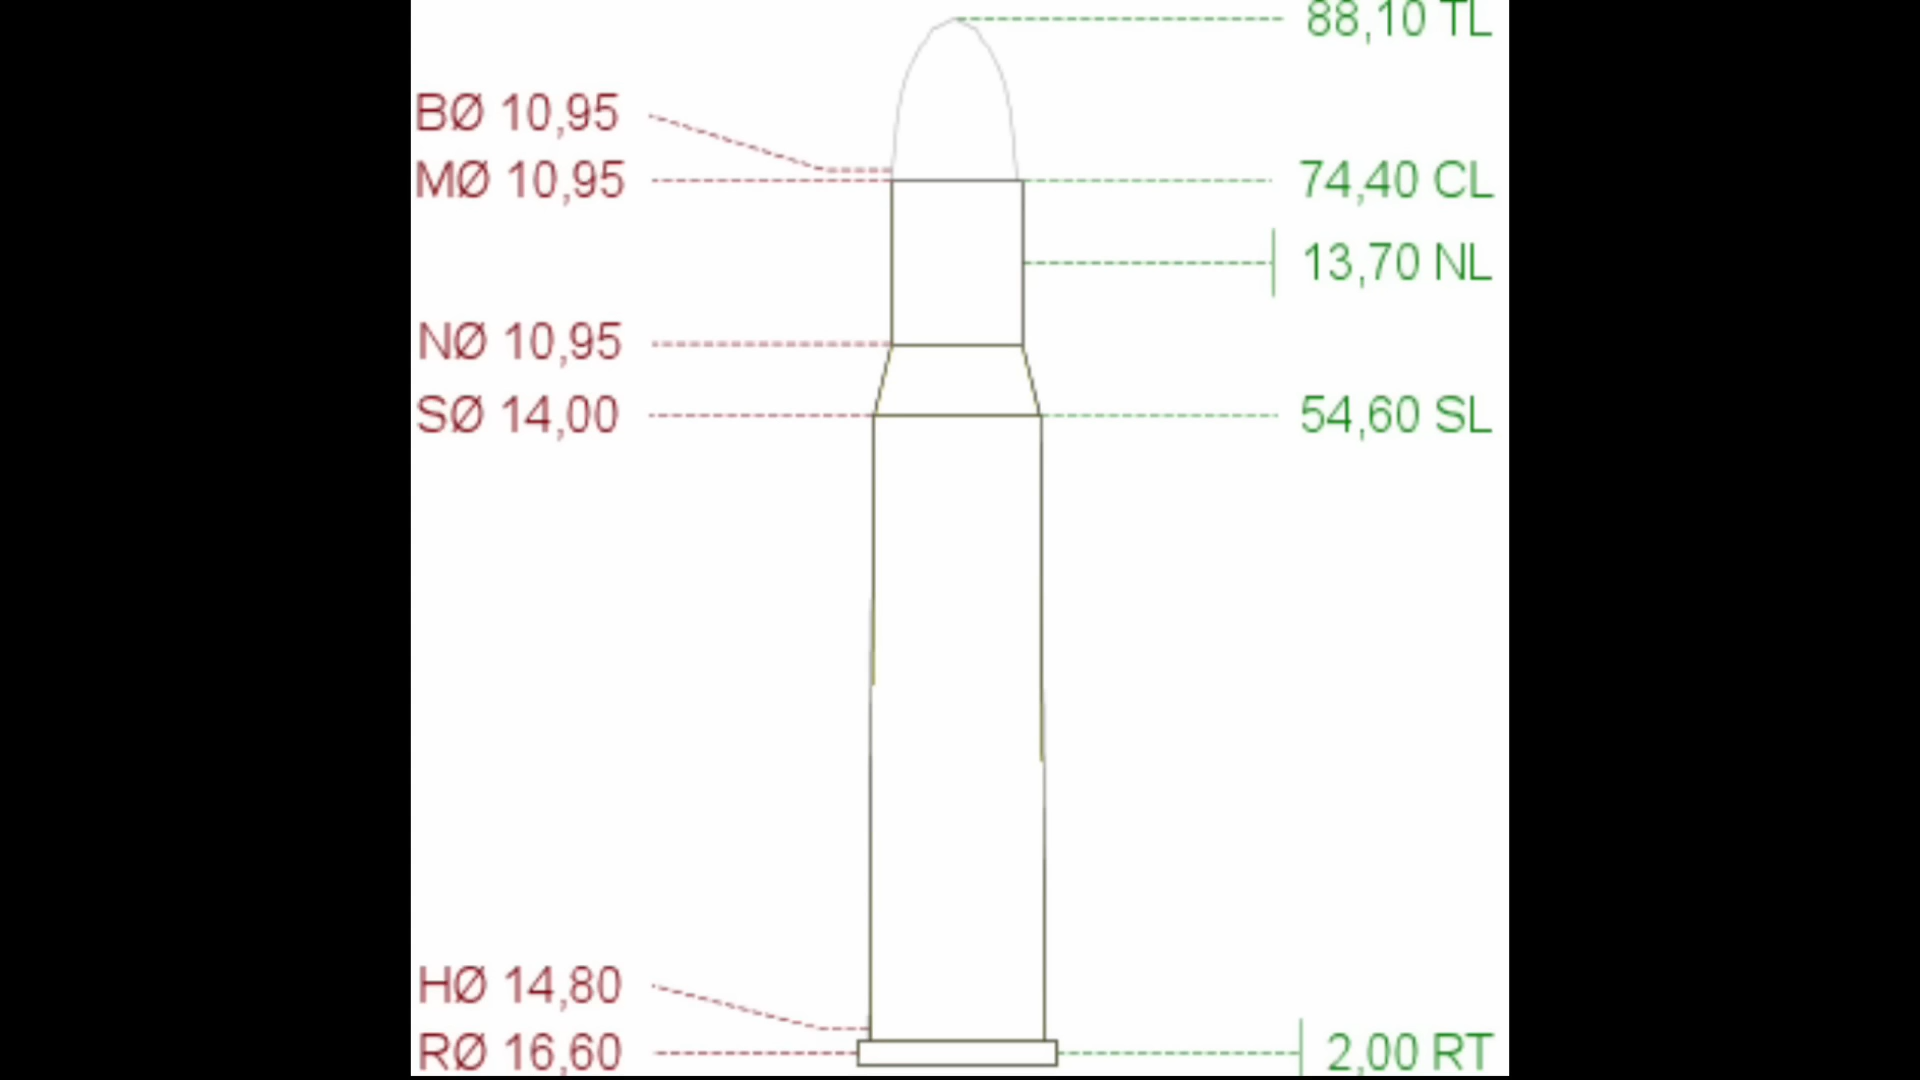 88,10 TL
BØ 10,95
MØ 10,95
74,40 CL
13,70 NL
NØ 10,95
SØ 14,00
54,60 SL
HØ 14,80
RØ 16,60
2,00 RT